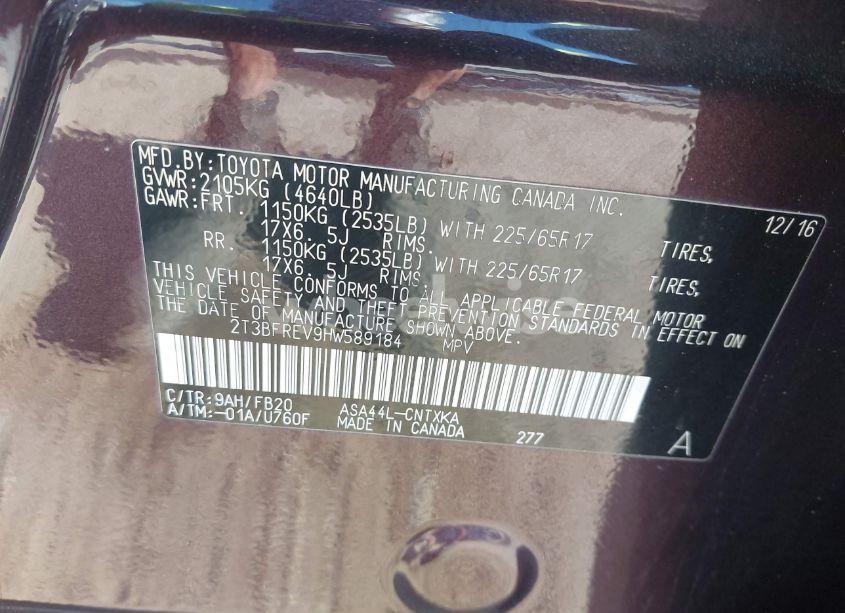 MFD.BY:TOYOTA MOTOR MANUFACTURING CANADA INC.
GVWR:2105KG (4640LB) 12/16
GAWR:FRT. 1150KG (2535LB) WITH 225/65R17 TIRES,
17X6.5J RIMS.
RR. 1150KG (2535LB) WITH 225/65R17 TIRES,
17X6.5J RIMS.
THIS VEHICLE CONFORMS TO ALL APPLICABLE FEDERAL MOTOR
VEHICLE SAFETY AND THEFT PREVENTION STANDARDS IN EFFECT ON
THE DATE OF MANUFACTURE SHOWN ABOVE.
2T3BFREV9HW589184 MPV
C/TR:9AH/FB20 ASA44L-CNTXKA
A/TM:-01A/U760F MADE IN CANADA 277 A